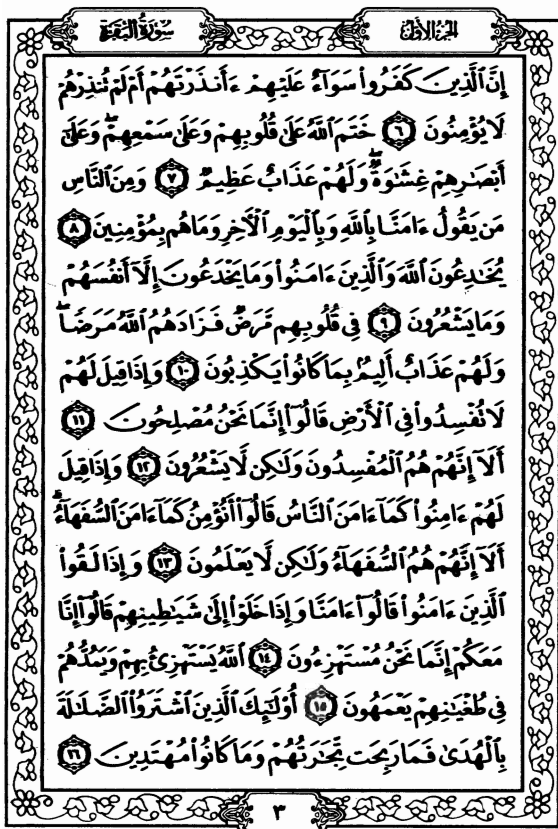 سُورَةُ البَقَرَةِ الجُزءُ الأَوَّلُ
إِنَّ ٱلَّذِينَ كَفَرُوا۟ سَوَآءٌ عَلَيْهِمْ ءَأَنذَرْتَهُمْ أَمْ لَمْ تُنذِرْهُمْ
لَا يُؤْمِنُونَ ٦ خَتَمَ ٱللَّهُ عَلَىٰ قُلُوبِهِمْ وَعَلَىٰ سَمْعِهِمْ ۖ وَعَلَىٰٓ
أَبْصَٰرِهِمْ غِشَٰوَةٌ ۖ وَلَهُمْ عَذَابٌ عَظِيمٌ ٧ وَمِنَ ٱلنَّاسِ
مَن يَقُولُ ءَامَنَّا بِٱللَّهِ وَبِٱلْيَوْمِ ٱلْءَاخِرِ وَمَا هُم بِمُؤْمِنِينَ ٨
يُخَٰدِعُونَ ٱللَّهَ وَٱلَّذِينَ ءَامَنُوا۟ وَمَا يَخْدَعُونَ إِلَّآ أَنفُسَهُمْ
وَمَا يَشْعُرُونَ ٩ فِى قُلُوبِهِم مَّرَضٌ فَزَادَهُمُ ٱللَّهُ مَرَضًا ۖ
وَلَهُمْ عَذَابٌ أَلِيمٌۢ بِمَا كَانُوا۟ يَكْذِبُونَ ١٠ وَإِذَا قِيلَ لَهُمْ
لَا تُفْسِدُوا۟ فِى ٱلْأَرْضِ قَالُوٓا۟ إِنَّمَا نَحْنُ مُصْلِحُونَ ١١
أَلَآ إِنَّهُمْ هُمُ ٱلْمُفْسِدُونَ وَلَٰكِن لَّا يَشْعُرُونَ ١٢ وَإِذَا قِيلَ
لَهُمْ ءَامِنُوا۟ كَمَآ ءَامَنَ ٱلنَّاسُ قَالُوٓا۟ أَنُؤْمِنُ كَمَآ ءَامَنَ ٱلسُّفَهَآءُ ۗ
أَلَآ إِنَّهُمْ هُمُ ٱلسُّفَهَآءُ وَلَٰكِن لَّا يَعْلَمُونَ ١٣ وَإِذَا لَقُوا۟
ٱلَّذِينَ ءَامَنُوا۟ قَالُوٓا۟ ءَامَنَّا وَإِذَا خَلَوْا۟ إِلَىٰ شَيَٰطِينِهِمْ قَالُوٓا۟ إِنَّا
مَعَكُمْ إِنَّمَا نَحْنُ مُسْتَهْزِءُونَ ١٤ ٱللَّهُ يَسْتَهْزِئُ بِهِمْ وَيَمُدُّهُمْ
فِى طُغْيَٰنِهِمْ يَعْمَهُونَ ١٥ أُو۟لَٰٓئِكَ ٱلَّذِينَ ٱشْتَرَوُا۟ ٱلضَّلَٰلَةَ
بِٱلْهُدَىٰ فَمَا رَبِحَت تِّجَٰرَتُهُمْ وَمَا كَانُوا۟ مُهْتَدِينَ ١٦
٣